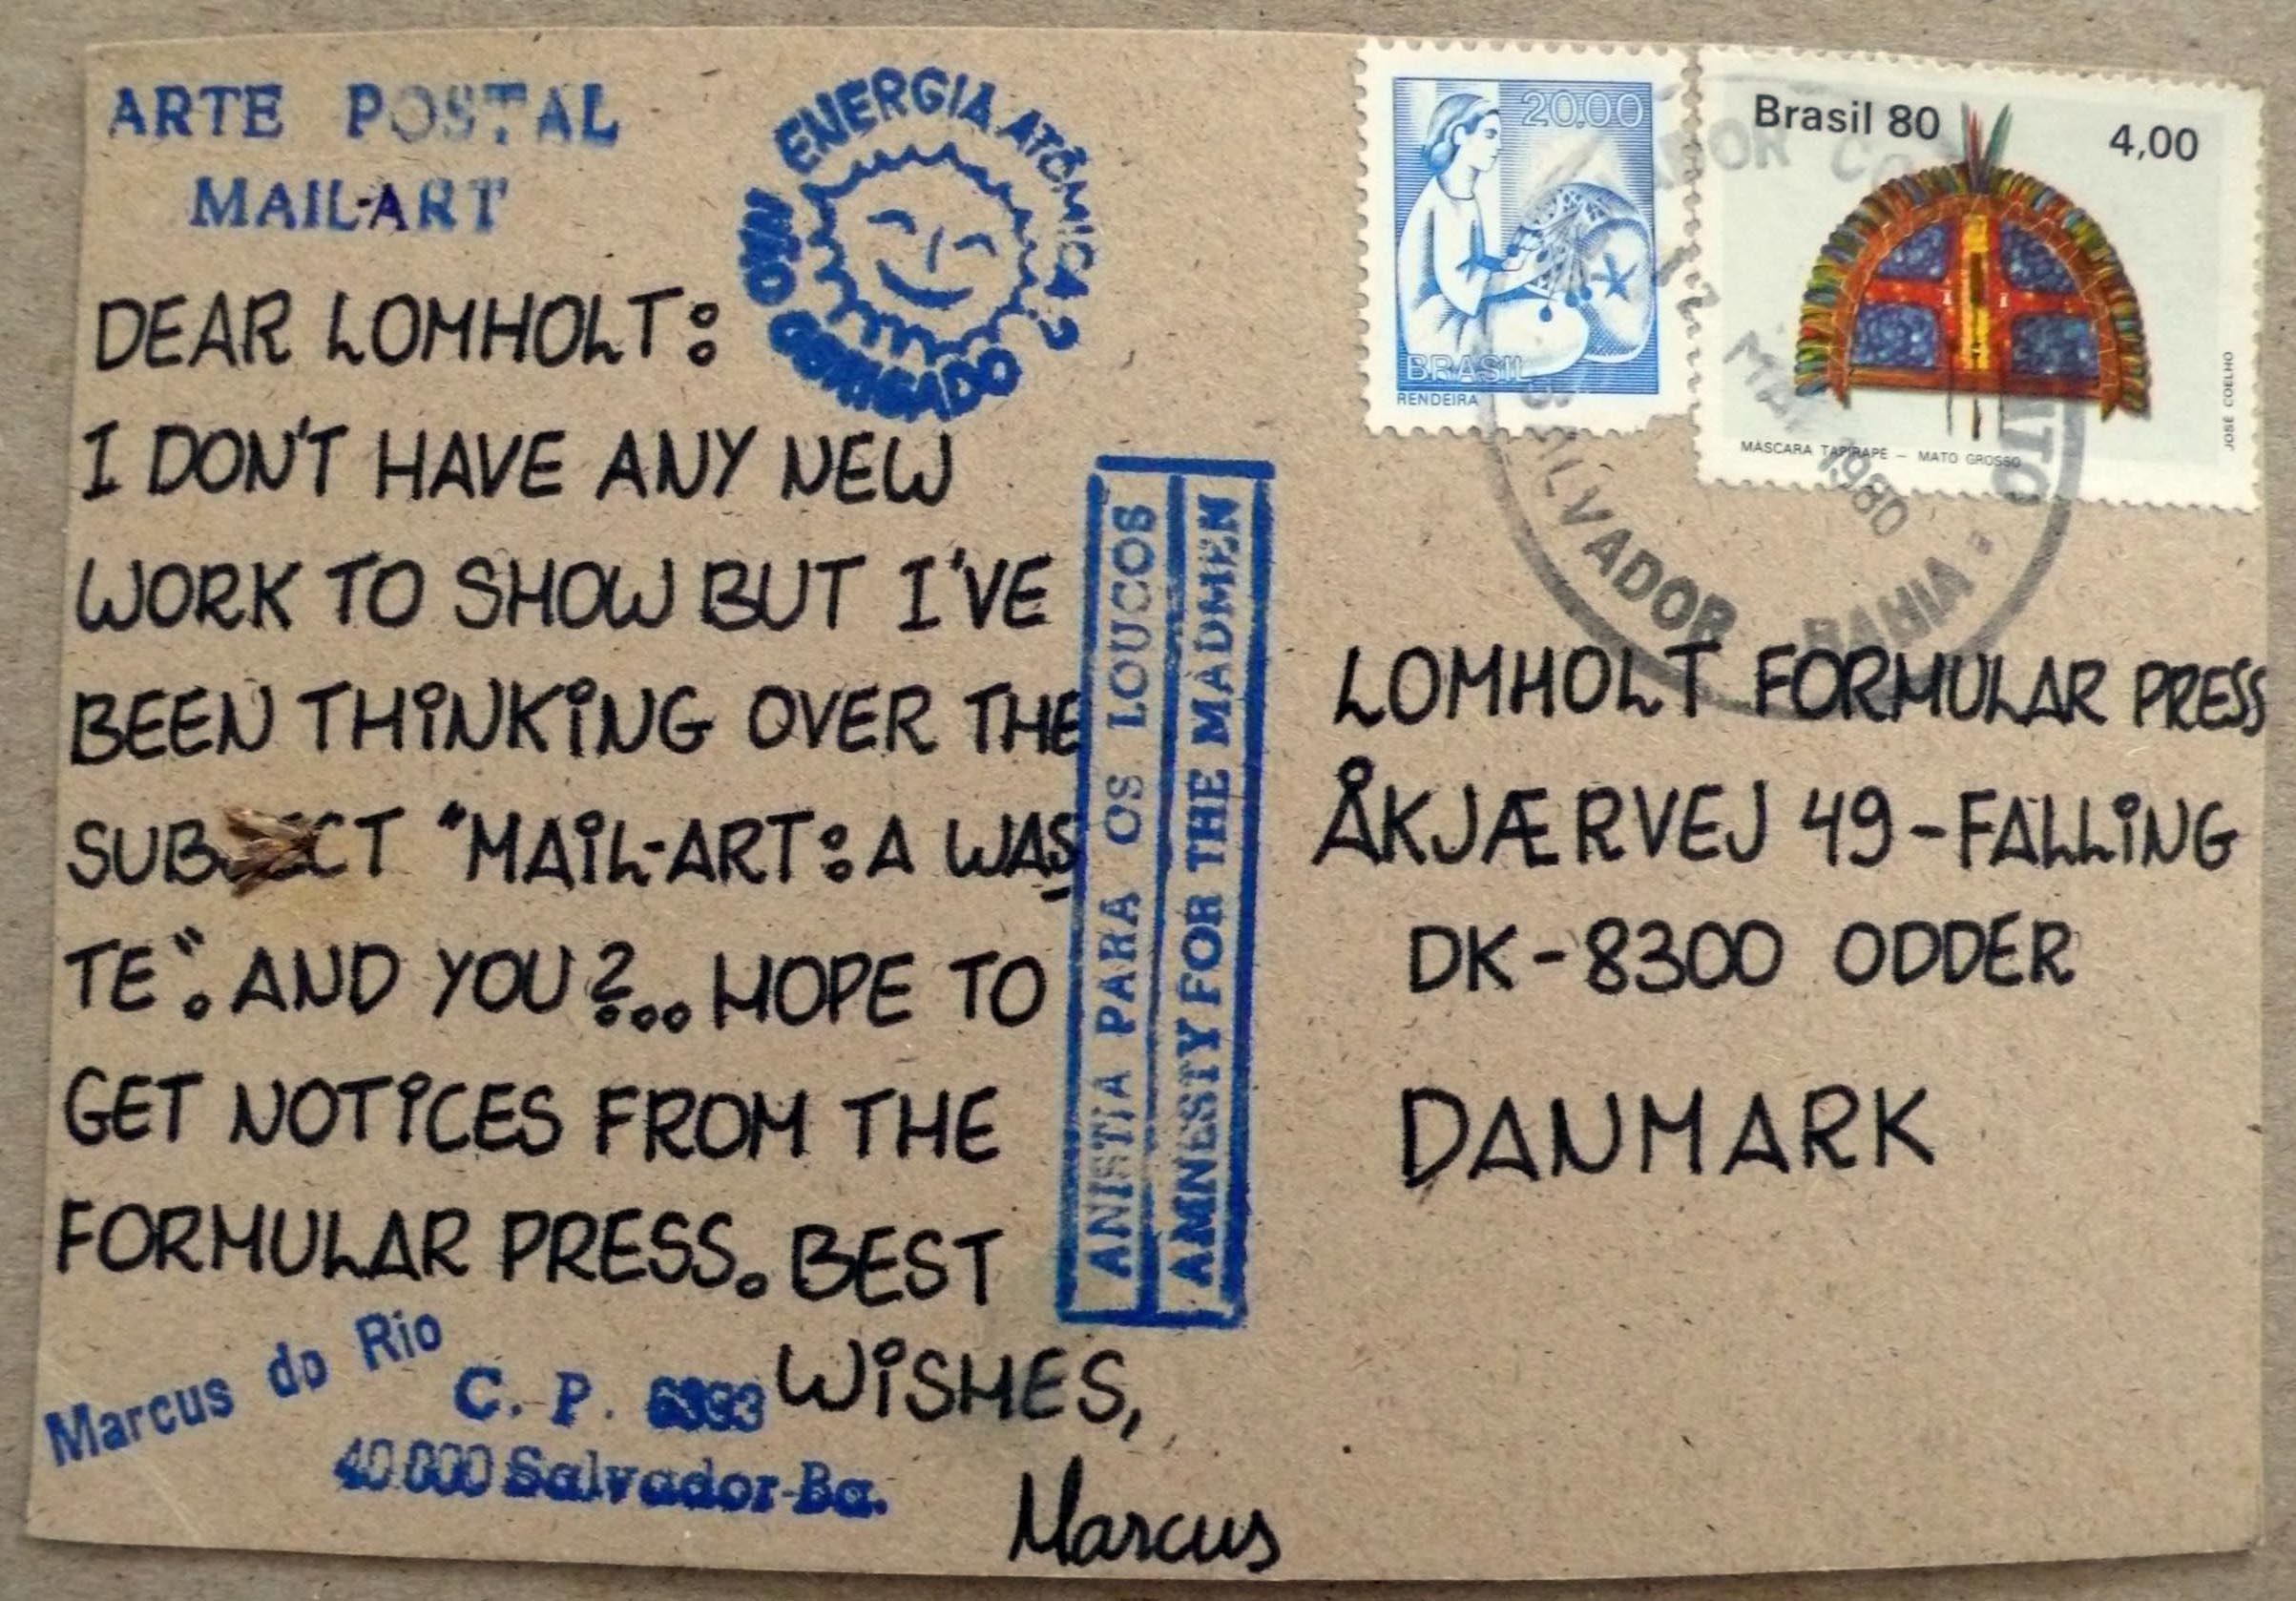 ARTE POSTAL
MAIL-ART
ENERGIA ATÔMICA?
NÃO OBRIGADO
DEAR LOMHOLT:
I DON'T HAVE ANY NEW
WORK TO SHOW BUT I'VE
BEEN THINKING OVER THE
SUB CT "MAIL-ART: A WAS
TE". AND YOU?... HOPE TO
GET NOTICES FROM THE
FORMULAR PRESS. BEST
WISHES,
Marcus
Marcus do Rio
C. P.
40 000 Salvador-Ba.
ANISTIA PARA OS LOUCOS
AMNESTY FOR THE MADMEN
20,00
BRASIL
RENDEIRA
Brasil 80
4,00
MÁSCARA TAPIRAPÉ – MATO GROSSO
JOSÉ COELHO
MAI 1980
SALVADOR BAHIA
LOMHOLT FORMULAR PRESS
ÅKJÆRVEJ 49-FALLING
DK-8300 ODDER
DANMARK